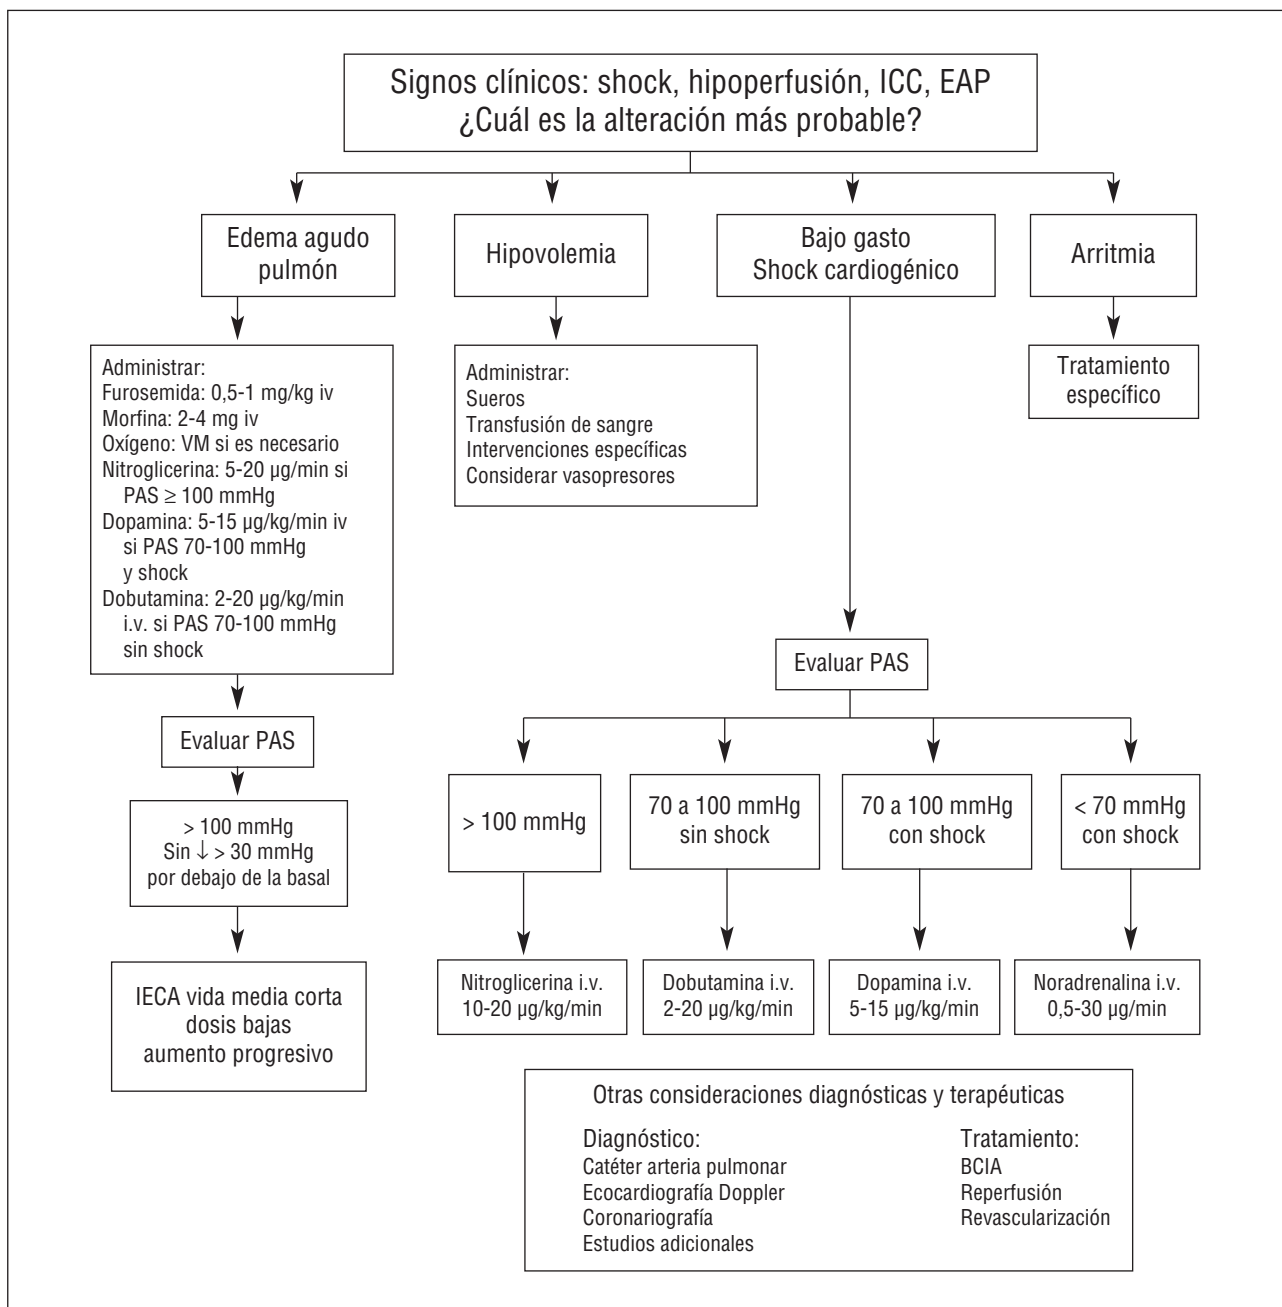 Signos clínicos: shock, hipoperfusión, ICC, EAP
¿Cuál es la alteración más probable?
Edema agudo
pulmón
Hipovolemia
Bajo gasto
Shock cardiogénico
Arritmia
Administrar:
Furosemida: 0,5-1 mg/kg iv
Morfina: 2-4 mg iv
Oxígeno: VM si es necesario
Nitroglicerina: 5-20 µg/min si
PAS ≥ 100 mmHg
Dopamina: 5-15 µg/kg/min iv
si PAS 70-100 mmHg
y shock
Dobutamina: 2-20 µg/kg/min
i.v. si PAS 70-100 mmHg
sin shock
Administrar:
Sueros
Transfusión de sangre
Intervenciones específicas
Considerar vasopresores
Tratamiento
específico
Evaluar PAS
> 100 mmHg
Sin ↓ > 30 mmHg
por debajo de la basal
IECA vida media corta
dosis bajas
aumento progresivo
Evaluar PAS
> 100 mmHg
70 a 100 mmHg
sin shock
70 a 100 mmHg
con shock
< 70 mmHg
con shock
Nitroglicerina i.v.
10-20 µg/kg/min
Dobutamina i.v.
2-20 µg/kg/min
Dopamina i.v.
5-15 µg/kg/min
Noradrenalina i.v.
0,5-30 µg/min
Otras consideraciones diagnósticas y terapéuticas
Diagnóstico:
Catéter arteria pulmonar
Ecocardiografía Doppler
Coronariografía
Estudios adicionales
Tratamiento:
BCIA
Reperfusión
Revascularización